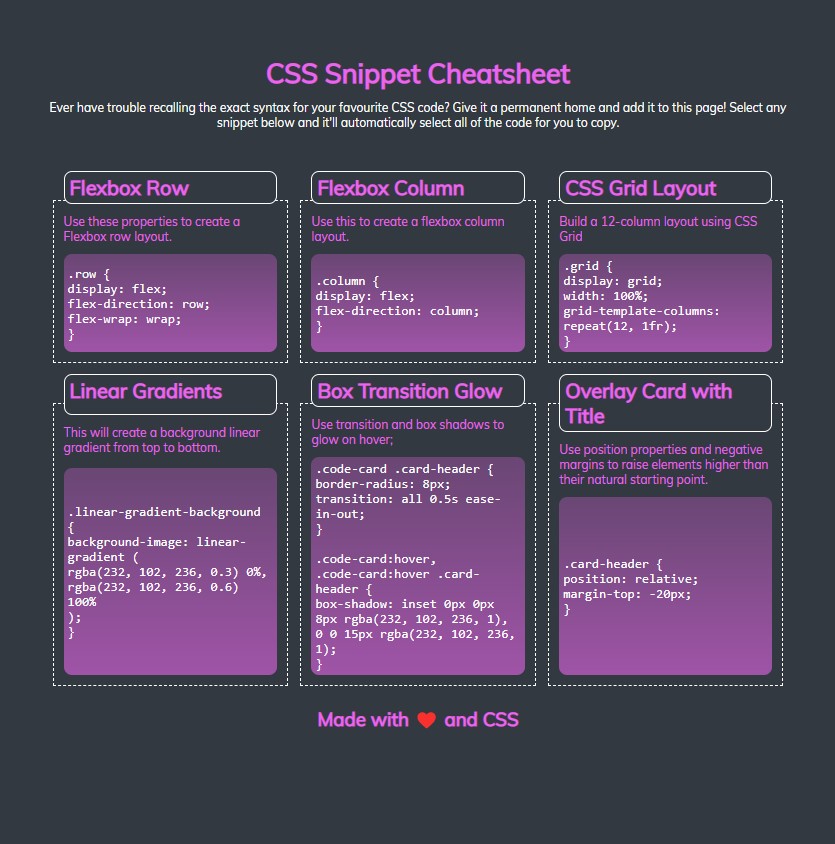 CSS Snippet Cheatsheet
Ever have trouble recalling the exact syntax for your favourite CSS code? Give it a permanent home and add it to this page! Select any
snippet below and it'll automatically select all of the code for you to copy.
Flexbox Row
Use these properties to create a
Flexbox row layout.
.row {
display: flex;
flex-direction: row;
flex-wrap: wrap;
}
Flexbox Column
Use this to create a flexbox column
layout.
.column {
display: flex;
flex-direction: column;
}
CSS Grid Layout
Build a 12-column layout using CSS
Grid
.grid {
display: grid;
width: 100%;
grid-template-columns:
repeat(12, 1fr);
}
Linear Gradients
This will create a background linear
gradient from top to bottom.
.linear-gradient-background
{
background-image: linear-
gradient (
rgba(232, 102, 236, 0.3) 0%,
rgba(232, 102, 236, 0.6)
100%
);
}
Box Transition Glow
Use transition and box shadows to
glow on hover;
.code-card .card-header {
border-radius: 8px;
transition: all 0.5s ease-
in-out;
}
.code-card:hover,
.code-card:hover .card-
header {
box-shadow: inset 0px 0px
8px rgba(232, 102, 236, 1),
0 0 15px rgba(232, 102, 236,
1);
}
Overlay Card with
Title
Use position properties and negative
margins to raise elements higher than
their natural starting point.
.card-header {
position: relative;
margin-top: -20px;
}
Made with ❤ and CSS